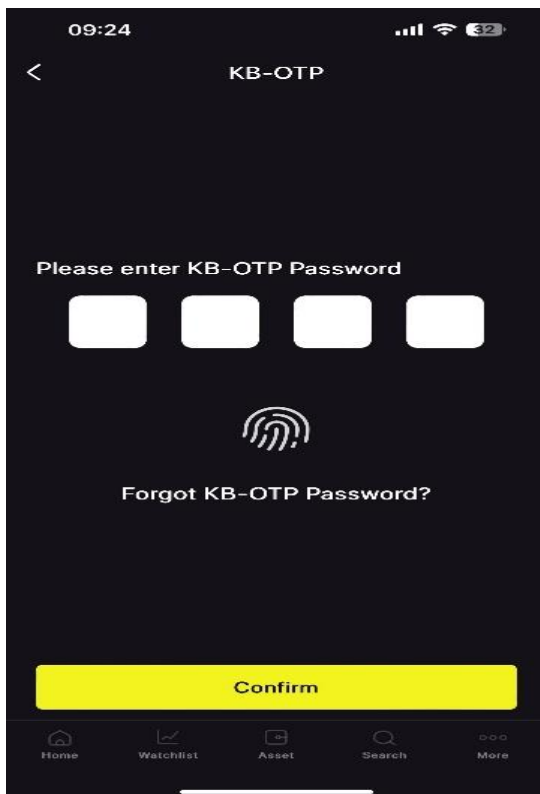 09:24
32
KB-OTP
Please enter KB-OTP Password
Forgot KB-OTP Password?
Confirm
Home Watchlist Asset Search More